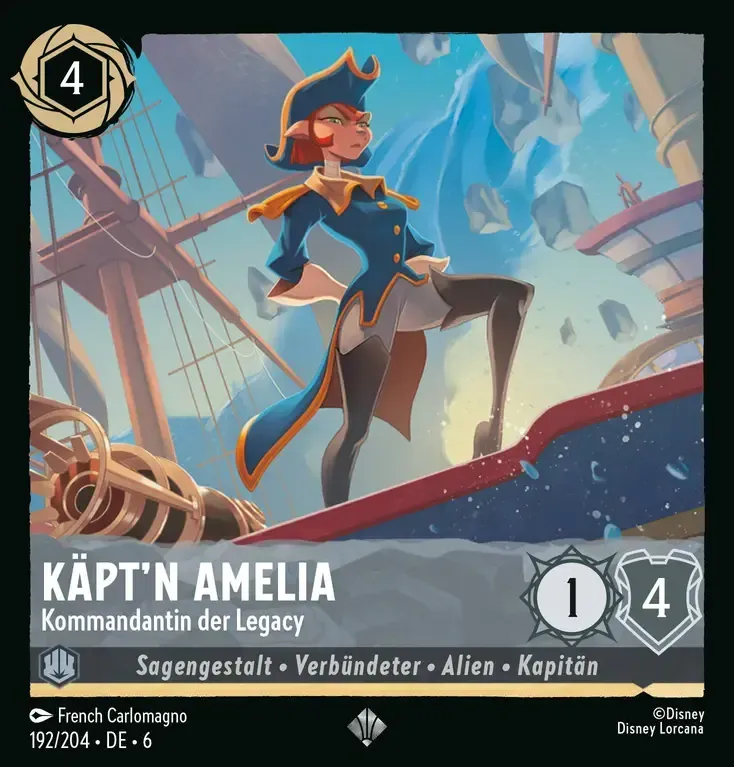 4
KÄPT'N AMELIA
Kommandantin der Legacy
1
4
Sagengestalt • Verbündeter • Alien • Kapitän
French Carlomagno
192/204 • DE • 6
©Disney
Disney Lorcana